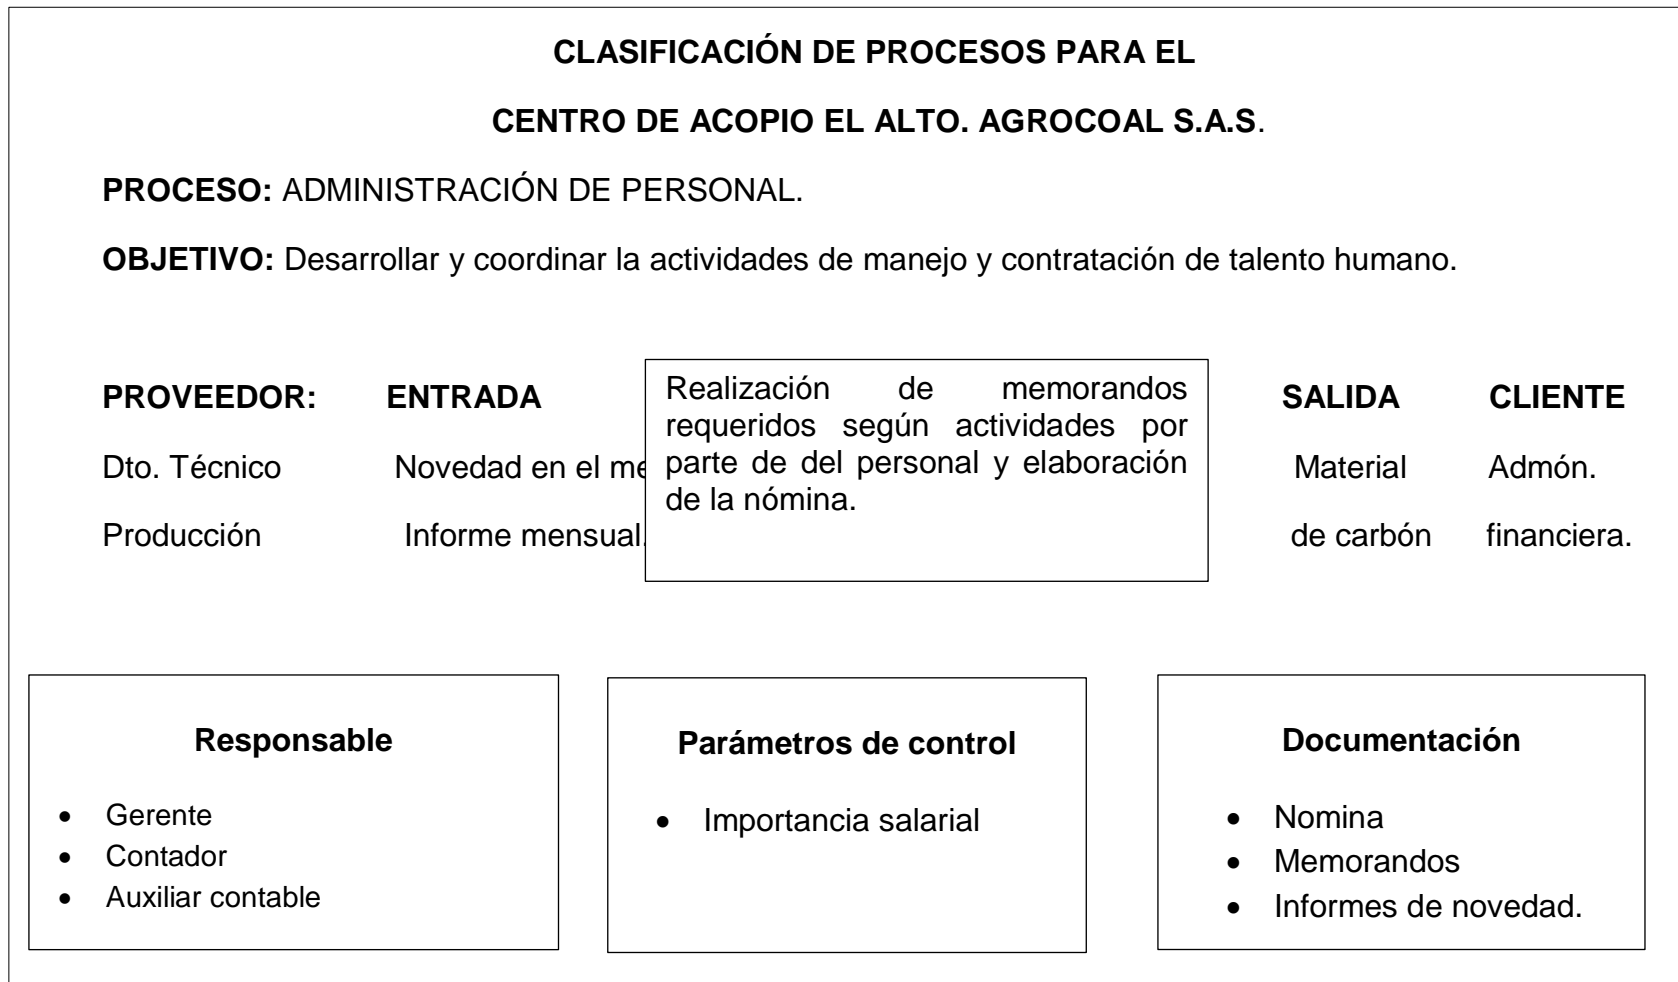 CLASIFICACIÓN DE PROCESOS PARA EL
CENTRO DE ACOPIO EL ALTO. AGROCOAL S.A.S.
PROCESO: ADMINISTRACIÓN DE PERSONAL.
OBJETIVO: Desarrollar y coordinar la actividades de manejo y contratación de talento humano.
PROVEEDOR: ENTRADA
Dto. Técnico Novedad en el me
Producción Informe mensual.
Realización de memorandos
requeridos según actividades por
parte de del personal y elaboración
de la nómina.
SALIDA CLIENTE
Material Admón.
de carbón financiera.
Responsable
• Gerente
• Contador
• Auxiliar contable
Parámetros de control
• Importancia salarial
Documentación
• Nomina
• Memorandos
• Informes de novedad.